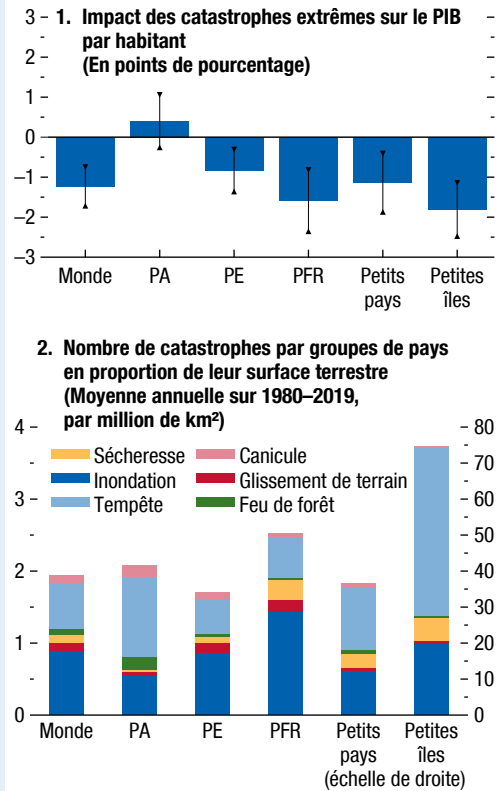 1. Impact des catastrophes extrêmes sur le PIB
par habitant
(En points de pourcentage)
3
2
1
0
–1
–2
–3
Monde PA PE PFR Petits Petites
pays îles
2. Nombre de catastrophes par groupes de pays
en proportion de leur surface terrestre
(Moyenne annuelle sur 1980–2019,
par million de km²)
4 80
70
Sécheresse Canicule
Inondation Glissement de terrain
Tempête Feu de forêt
3 60
50
2 40
30
1 20
10
0 0
Monde PA PE PFR Petits Petites
pays îles
(échelle de droite)